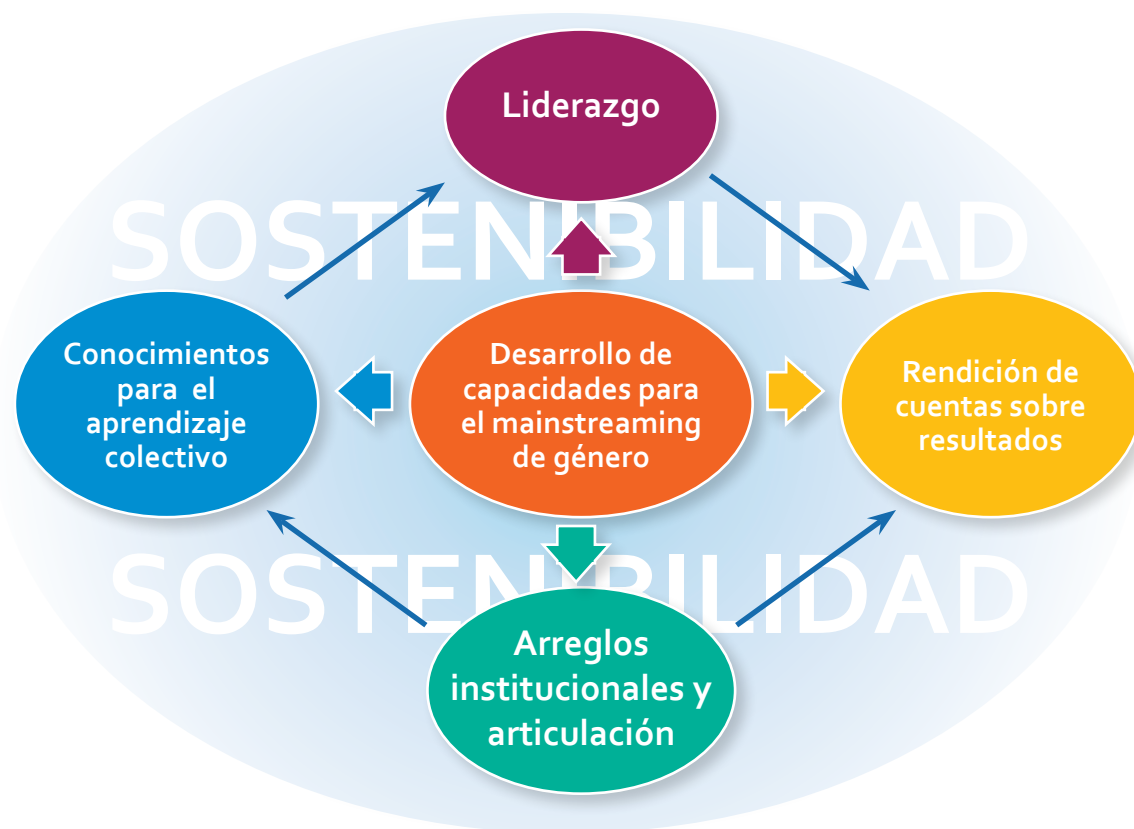 Liderazgo
SOSTENIBILIDAD
Conocimientos
para el
aprendizaje
colectivo
Desarrollo de
capacidades para
el mainstreaming
de género
Rendición de
cuentas sobre
resultados
SOSTENIBILIDAD
Arreglos
institucionales y
articulación